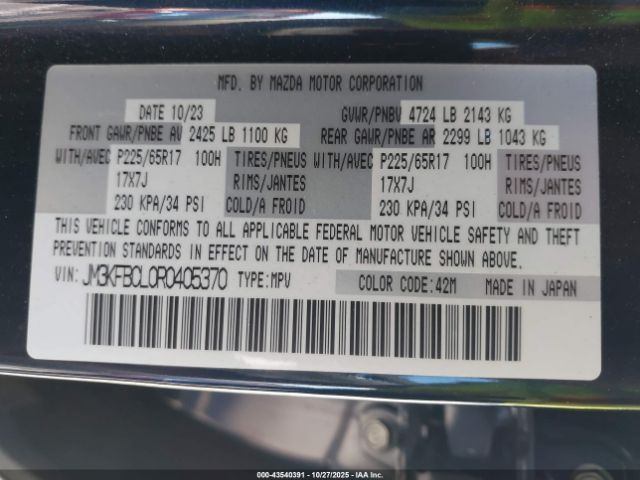 MFD. BY MAZDA MOTOR CORPORATION
DATE 10/23 GVWR/PNBV 4724 LB 2143 KG
FRONT GAWR/PNBE AV 2425 LB 1100 KG REAR GAWR/PNBE AR 2299 LB 1043 KG
WITH/AVEC P225/65R17 100H TIRES/PNEUS WITH/AVEC P225/65R17 100H TIRES/PNEUS
17X7J RIMS/JANTES 17X7J RIMS/JANTES
230 KPA/34 PSI COLD/A FROID 230 KPA/34 PSI COLD/A FROID
THIS VEHICLE CONFORMS TO ALL APPLICABLE FEDERAL MOTOR VEHICLE SAFETY AND THEFT
PREVENTION STANDARDS IN EFFECT ON THE DATE OF MANUFACTURE SHOWN ABOVE.
VIN: JM3KFBCL0R0405370 TYPE: MPV COLOR CODE: 42M MADE IN JAPAN
000-43540391 - 10/27/2025 - IAAI.COM